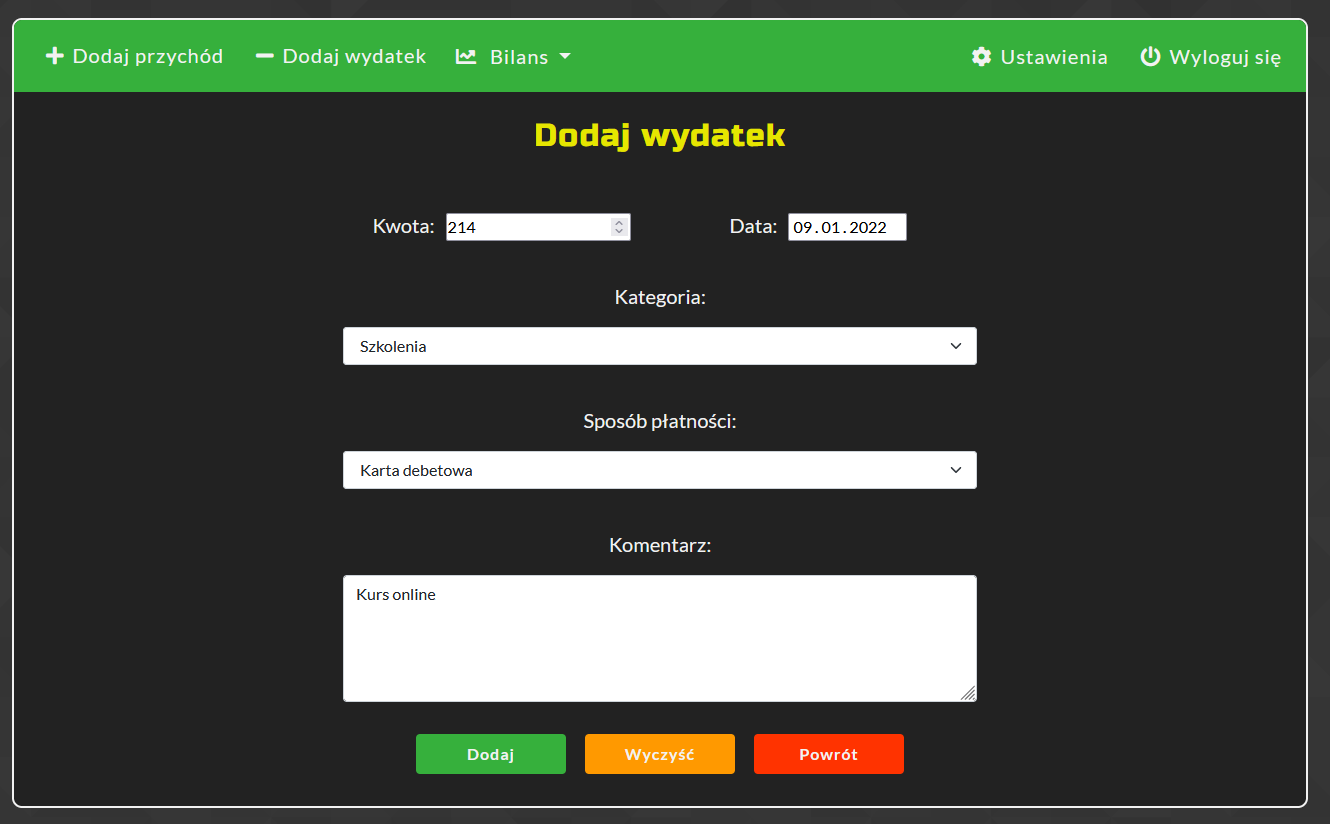 Dodaj przychód Dodaj wydatek Bilans Ustawienia Wyloguj się
Dodaj wydatek
Kwota: 214 Data: 09.01.2022
Kategoria:
Szkolenia
Sposób płatności:
Karta debetowa
Komentarz:
Kurs online
Dodaj Wyczyść Powrót